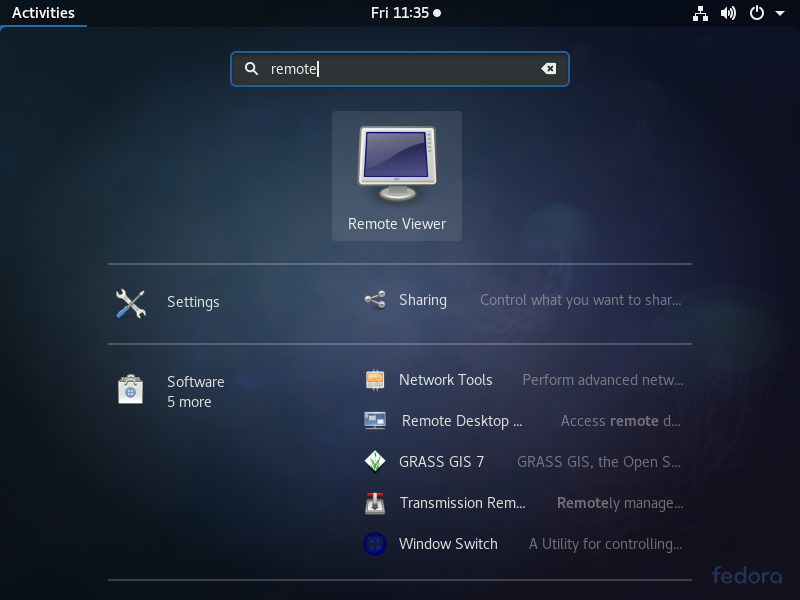 Activities
Fri 11:35
remote
Remote Viewer
Settings
Sharing Control what you want to shar...
Software
5 more
Network Tools Perform advanced netw...
Remote Desktop ... Access remote d...
GRASS GIS 7 GRASS GIS, the Open S...
Transmission Rem... Remotely manage...
Window Switch A Utility for controlling...
fedora